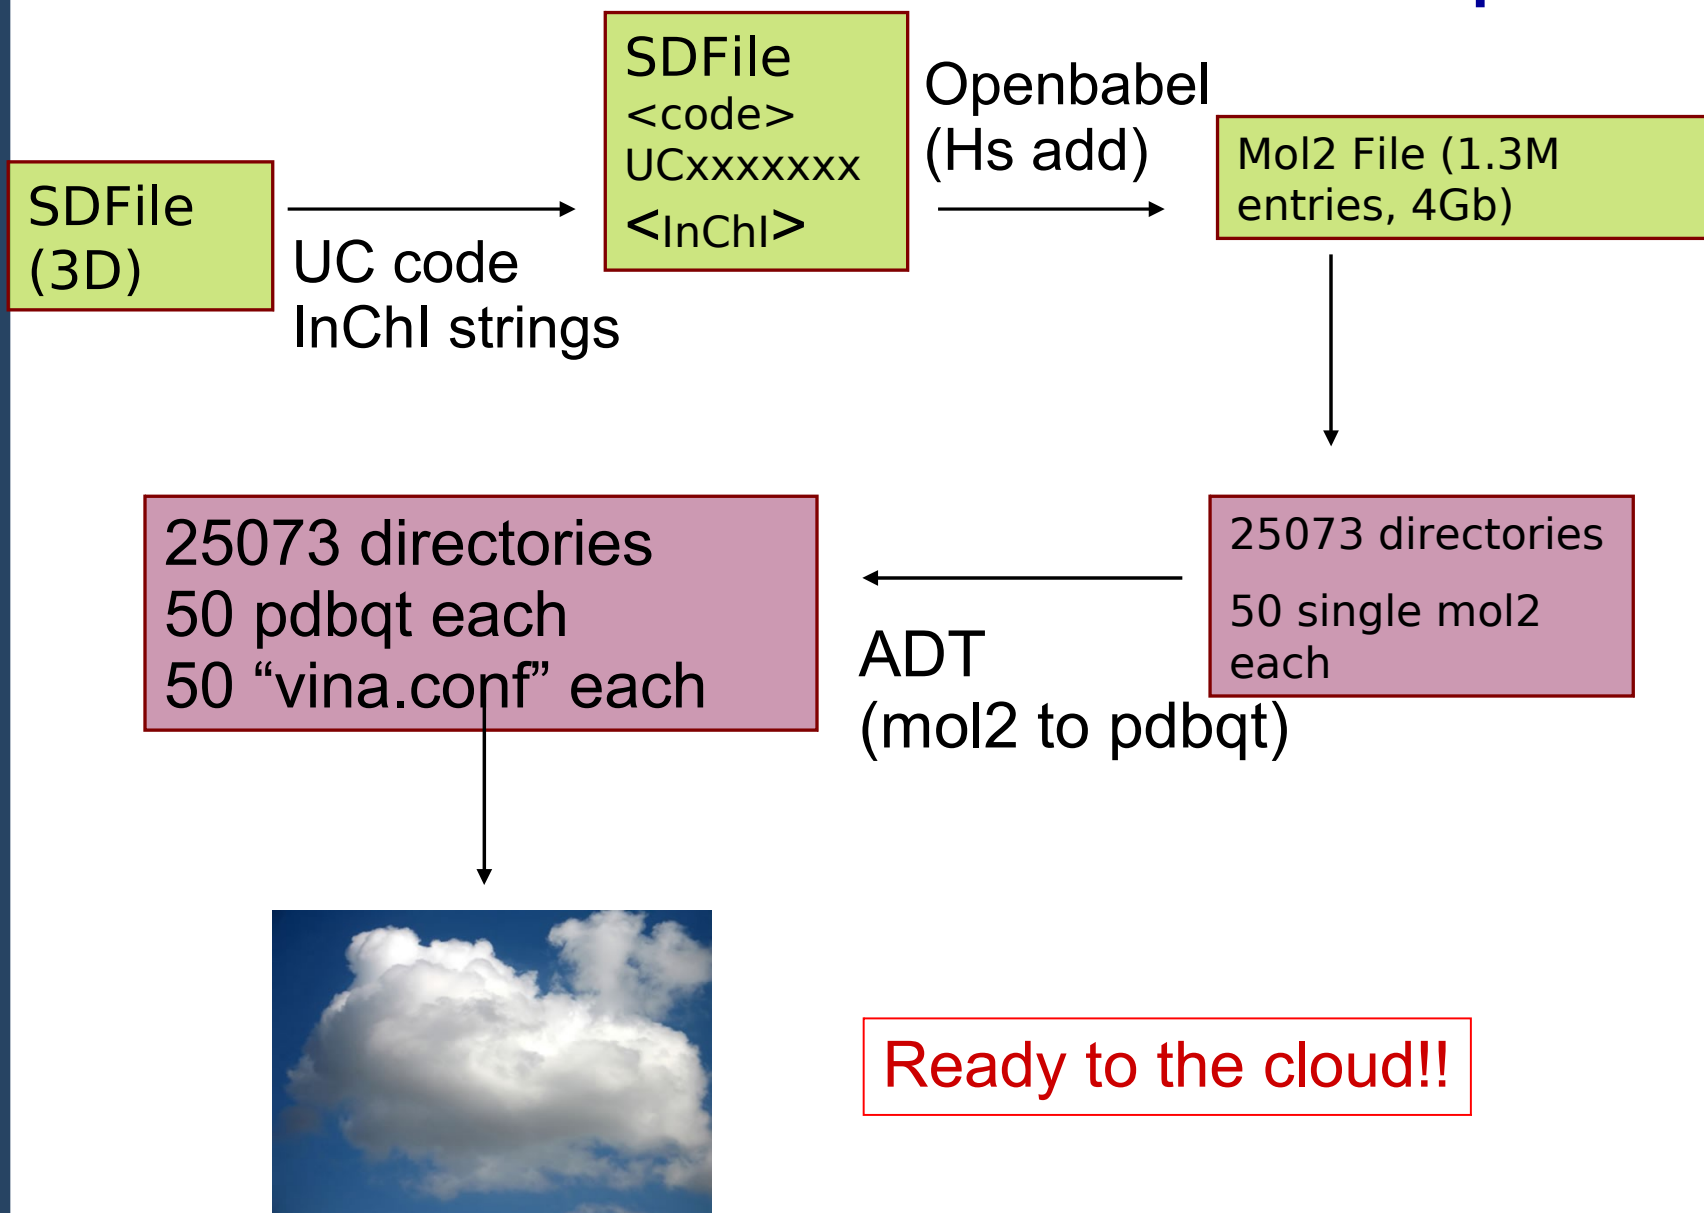 SDFile
(3D)
UC code
InChI strings
SDFile
<code>
UCxxxxxxx
<InChI>
Openbabel
(Hs add)
Mol2 File (1.3M
entries, 4Gb)
25073 directories
50 single mol2
each
ADT
(mol2 to pdbqt)
25073 directories
50 pdbqt each
50 “vina.conf” each
Ready to the cloud!!